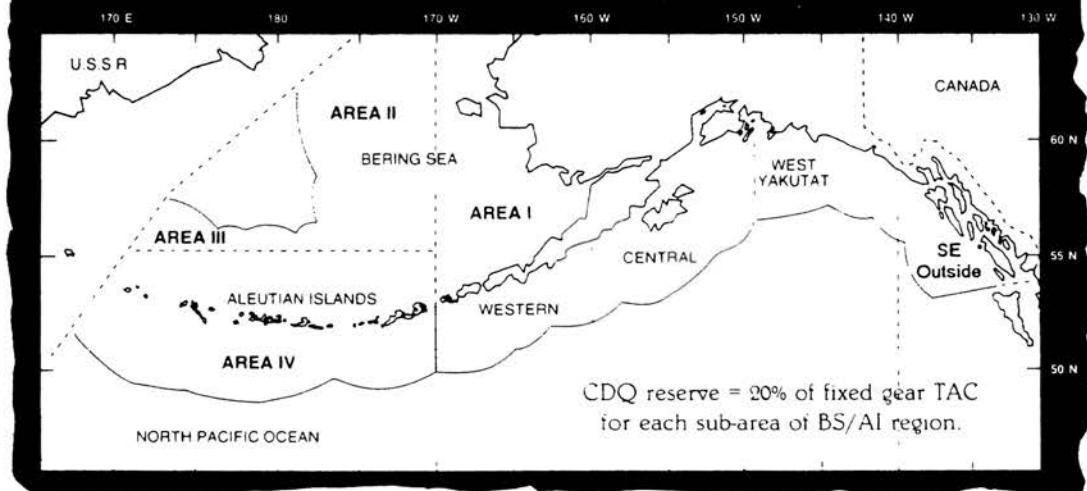 170 E 180 170 W 160 W 150 W 140 W 130 W
U.S.S R
CANADA
AREA II
60 N
BERING SEA
WEST
YAKUTAT
AREA I
AREA III
SE
Outside
55 N
CENTRAL
ALEUTIAN ISLANDS
WESTERN
AREA IV
50 N
CDQ reserve = 20% of fixed gear TAC
for each sub-area of BS/AI region.
NORTH PACIFIC OCEAN